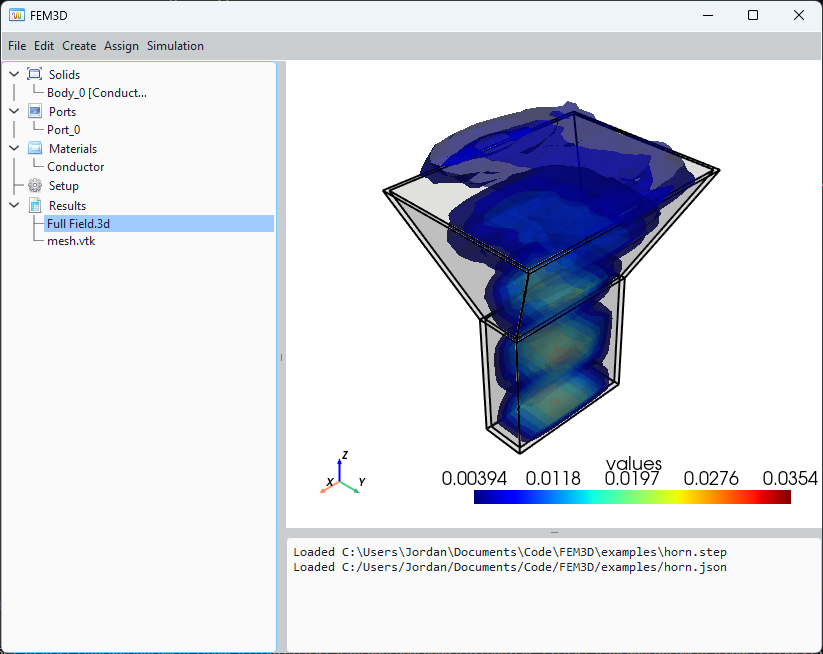 FEM3D
File Edit Create Assign Simulation
Solids
Body_0 [Conduct...
Ports
Port_0
Materials
Conductor
Setup
Results
Full Field.3d
mesh.vtk
Z
X Y
values
0.00394 0.0118 0.0197 0.0276 0.0354
Loaded C:\Users\Jordan\Documents\Code\FEM3D\examples\horn.step
Loaded C:/Users/Jordan/Documents/Code/FEM3D/examples/horn.json